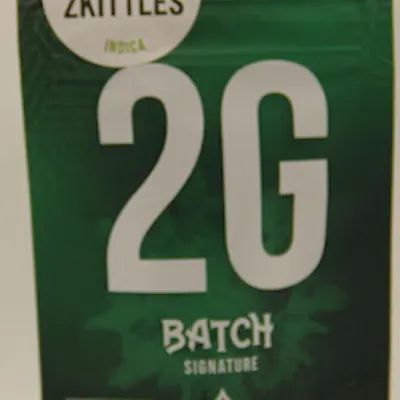 ZKITTLES
INDICA
2G
BATCH
SIGNATURE